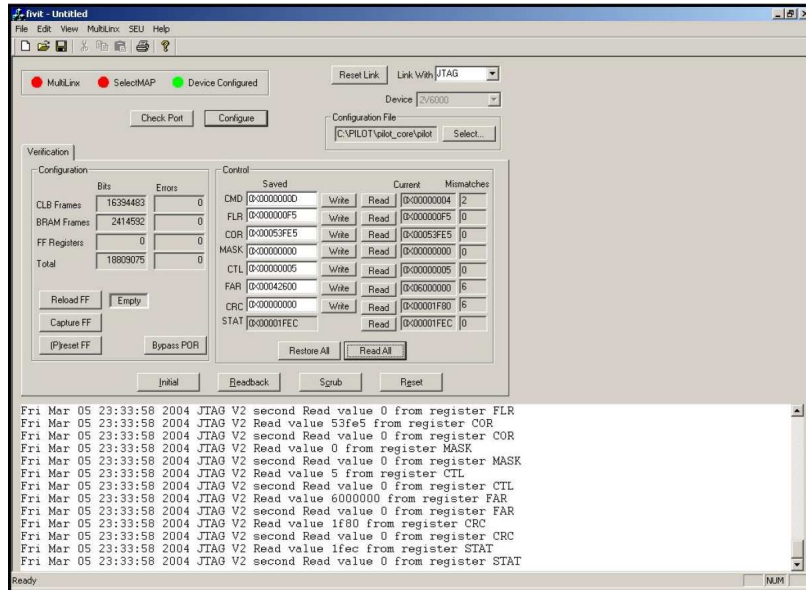 fivit - Untitled
File Edit View MultiLinx SEU Help
MultiLinx SelectMAP Device Configured
Reset Link Link With JTAG
Device 2V6000
Check Port Configure
Configuration File
C:\PILOT\pilot_core\pilot Select...
Verification
Configuration
Bits Errors
CLB Frames 16394483 0
BRAM Frames 2414592 0
FF Registers 0 0
Total 18809075 0
Reload FF Empty
Capture FF
(P)reset FF Bypass POR
Control
Saved Current Mismatches
CMD 0X0000000D Write Read 0X00000004 2
FLR 0X000000F5 Write Read 0X000000F5 0
COR 0X00053FE5 Write Read 0X00053FE5 0
MASK 0X00000000 Write Read 0X00000000 0
CTL 0X00000005 Write Read 0X00000005 0
FAR 0X00042600 Write Read 0X06000000 6
CRC 0X00000000 Write Read 0X00001F80 6
STAT 0X00001FEC Read 0X00001FEC 0
Restore All Read All
Initial Readback Scrub Reset
Fri Mar 05 23:33:58 2004 JTAG V2 second Read value 0 from register FLR
Fri Mar 05 23:33:58 2004 JTAG V2 Read value 53fe5 from register COR
Fri Mar 05 23:33:58 2004 JTAG V2 second Read value 0 from register COR
Fri Mar 05 23:33:58 2004 JTAG V2 Read value 0 from register MASK
Fri Mar 05 23:33:58 2004 JTAG V2 second Read value 0 from register MASK
Fri Mar 05 23:33:58 2004 JTAG V2 Read value 5 from register CTL
Fri Mar 05 23:33:58 2004 JTAG V2 second Read value 0 from register CTL
Fri Mar 05 23:33:58 2004 JTAG V2 Read value 6000000 from register FAR
Fri Mar 05 23:33:58 2004 JTAG V2 second Read value 0 from register FAR
Fri Mar 05 23:33:58 2004 JTAG V2 Read value 1f80 from register CRC
Fri Mar 05 23:33:58 2004 JTAG V2 second Read value 0 from register CRC
Fri Mar 05 23:33:58 2004 JTAG V2 Read value 1fec from register STAT
Fri Mar 05 23:33:58 2004 JTAG V2 second Read value 0 from register STAT
Ready NUM